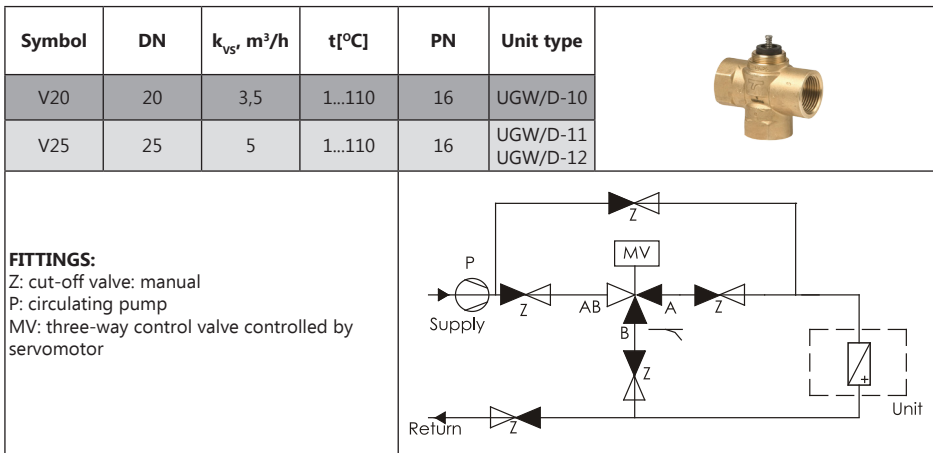 Symbol DN kvs, m³/h t[⁰C] PN Unit type
V20 20 3,5 1...110 16 UGW/D-10
V25 25 5 1...110 16 UGW/D-11
UGW/D-12
FITTINGS:
Z: cut-off valve: manual
P: circulating pump
MV: three-way control valve controlled by
servomotor
Z
MV
P
Supply
Z
AB
A
Z
B
Z
+
Unit
Return
Z